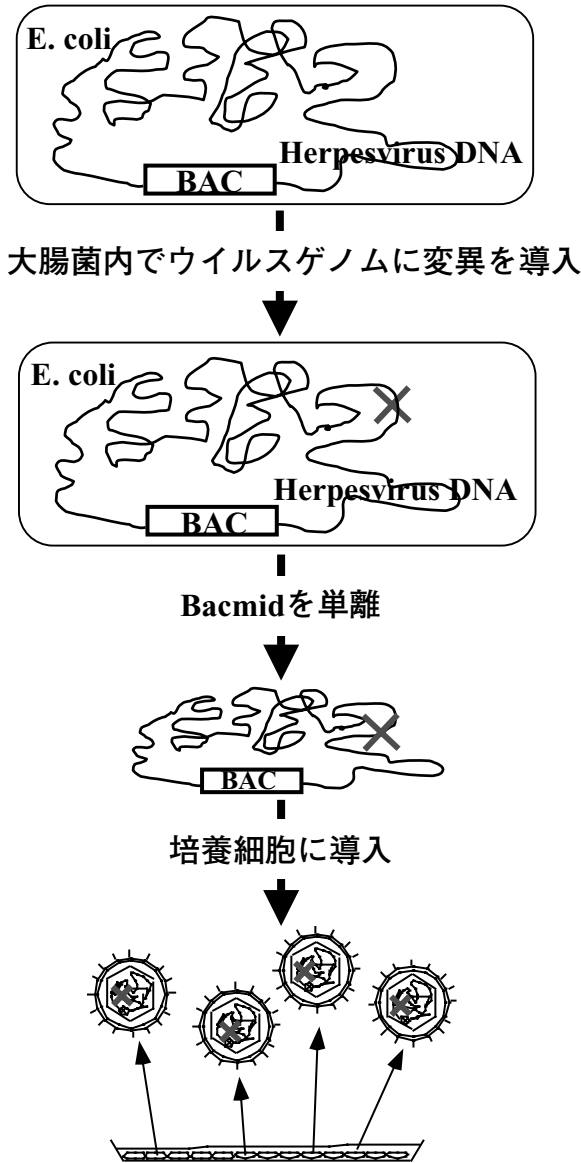 E. coli
Herpesvirus DNA
BAC
大腸菌内でウイルスゲノムに変異を導入
E. coli
Herpesvirus DNA
BAC
Bacmidを単離
BAC
培養細胞に導入